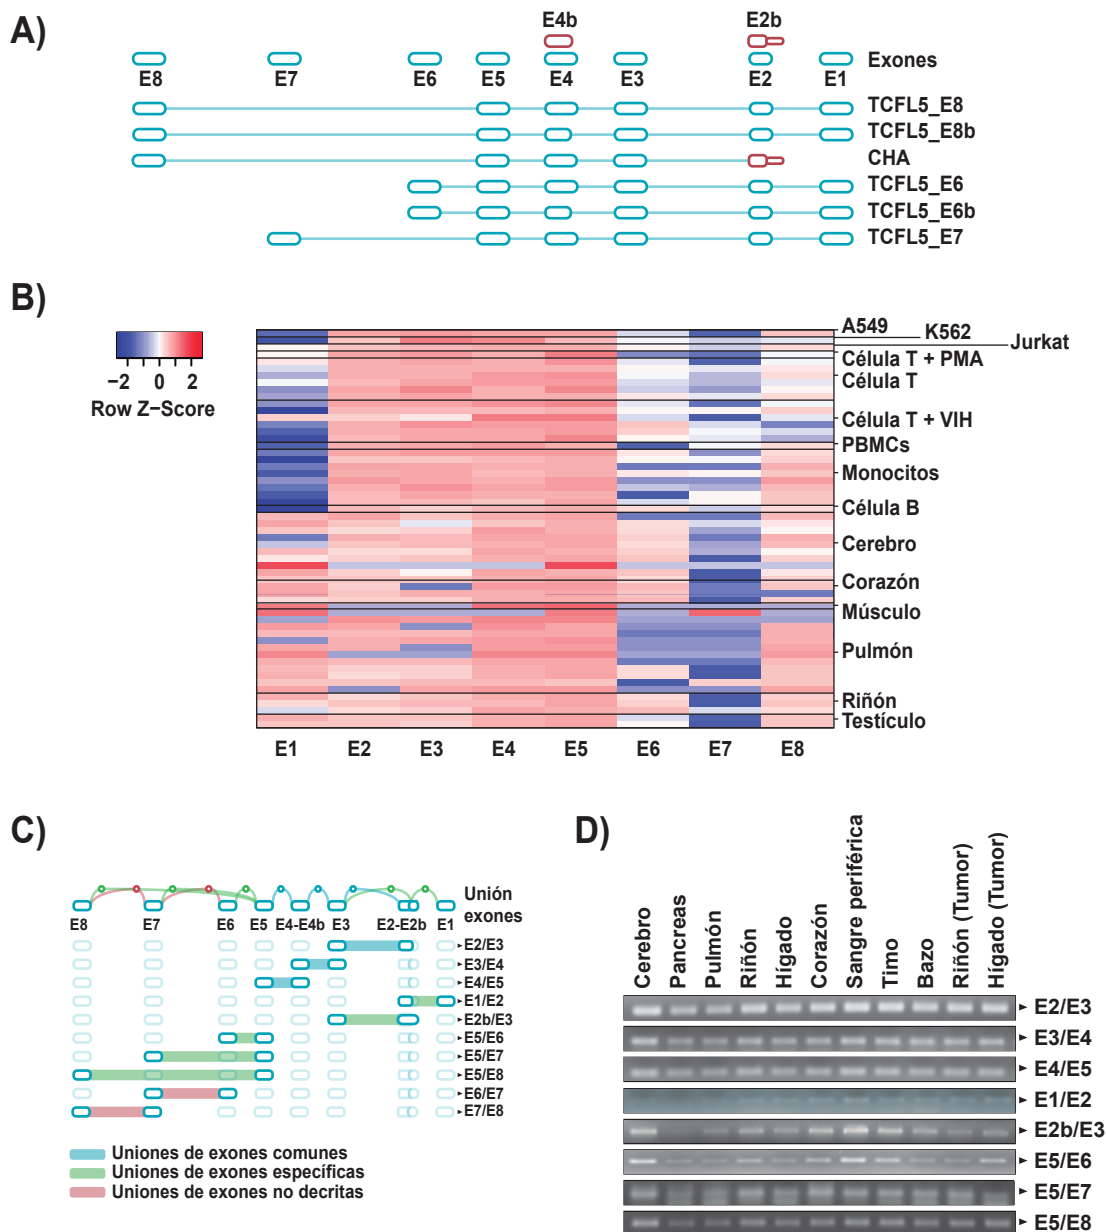 A)
E4b
E2b
Exones
E8 E7 E6 E5 E4 E3 E2 E1
TCFL5_E8
TCFL5_E8b
CHA
TCFL5_E6
TCFL5_E6b
TCFL5_E7
B)
−2 0 2
Row Z−Score
A549
K562
Jurkat
Célula T + PMA
Célula T
Célula T + VIH
PBMCs
Monocitos
Célula B
Cerebro
Corazón
Músculo
Pulmón
Riñón
Testículo
E1 E2 E3 E4 E5 E6 E7 E8
C)
Unión
exones
E8 E7 E6 E5 E4-E4b E3 E2-E2b E1
E2/E3
E3/E4
E4/E5
E1/E2
E2b/E3
E5/E6
E5/E7
E5/E8
E6/E7
E7/E8
Uniones de exones comunes
Uniones de exones específicas
Uniones de exones no decritas
D)
Cerebro
Pancreas
Pulmón
Riñón
Hígado
Corazón
Sangre periférica
Timo
Bazo
Riñón (Tumor)
Hígado (Tumor)
E2/E3
E3/E4
E4/E5
E1/E2
E2b/E3
E5/E6
E5/E7
E5/E8